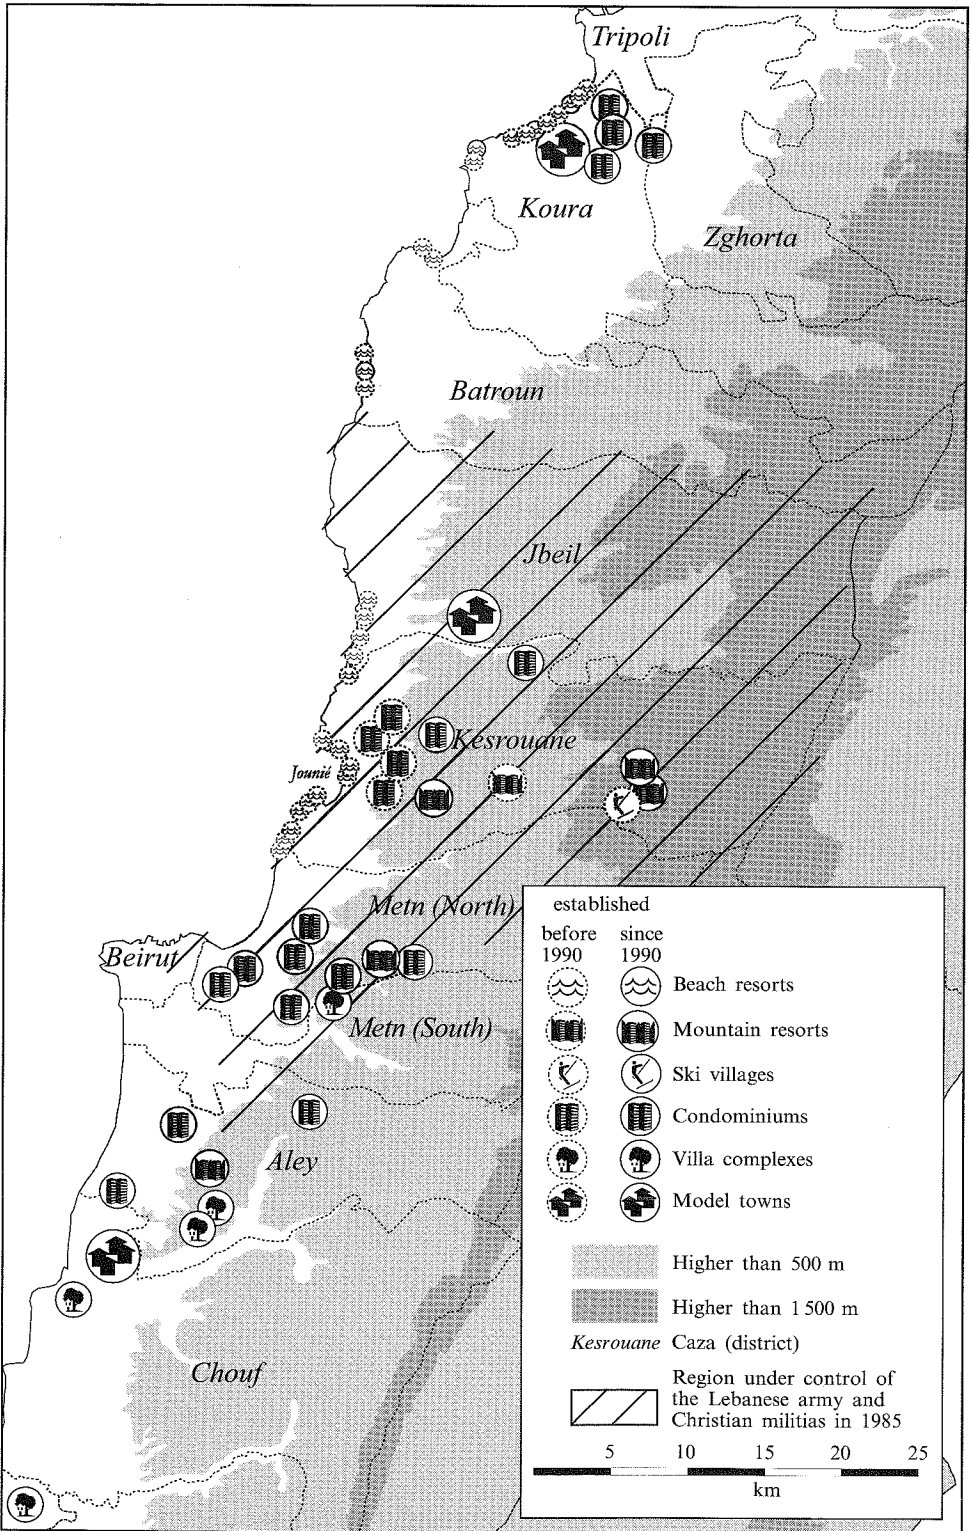 Tripoli
Koura
Zghorta
Batroun
Jbeil
Kesrouane
Jounié
Metn (North)
Beirut
Metn (South)
Aley
Chouf
established
before since
1990 1990
Beach resorts
Mountain resorts
Ski villages
Condominiums
Villa complexes
Model towns
Higher than 500 m
Higher than 1 500 m
Kesrouane Caza (district)
Region under control of
the Lebanese army and
Christian militias in 1985
5 10 15 20 25
km